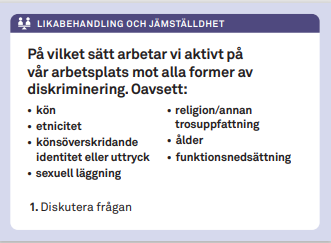 LIKABEHANDLING OCH JÄMSTÄLLDHET
På vilket sätt arbetar vi aktivt på
vår arbetsplats mot alla former av
diskriminering. Oavsett:
• kön
• etnicitet
• könsöverskridande
identitet eller uttryck
• sexuell läggning
• religion/annan
trosuppfattning
• ålder
• funktionsnedsättning
1. Diskutera frågan